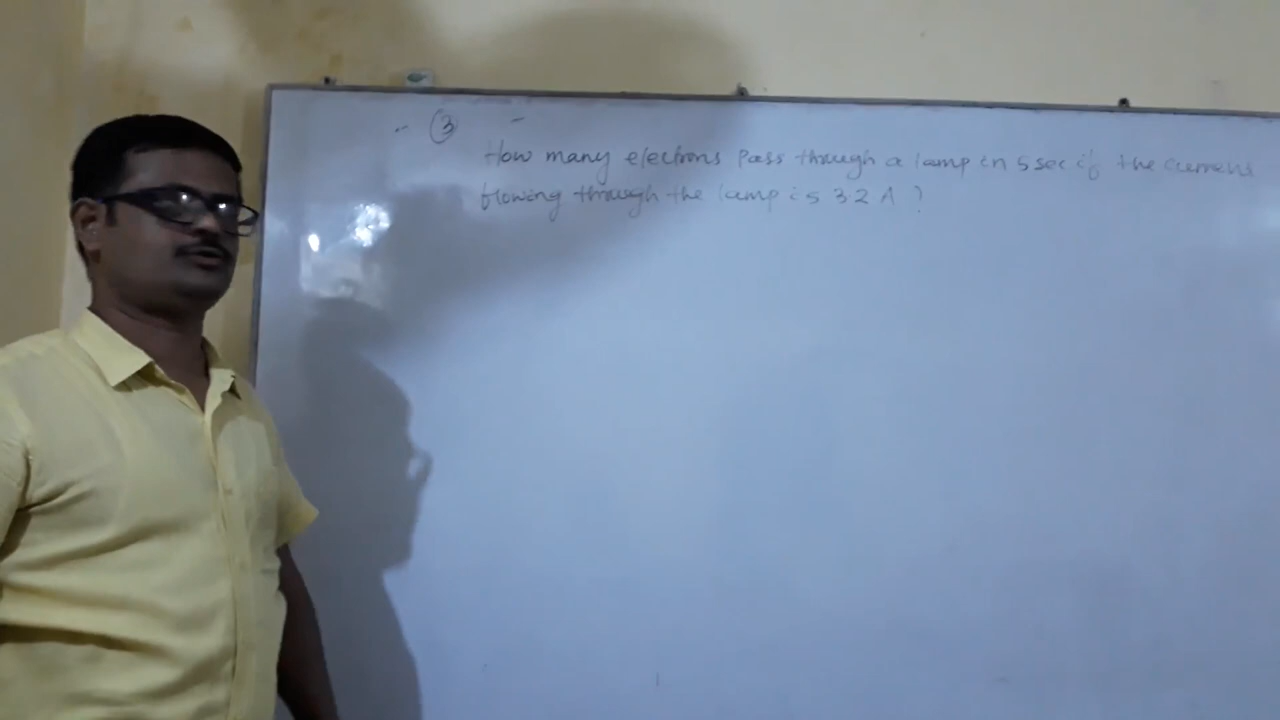 (3)
How many electrons pass through a lamp in 5 sec if the current
flowing through the lamp is 3.2 A ?